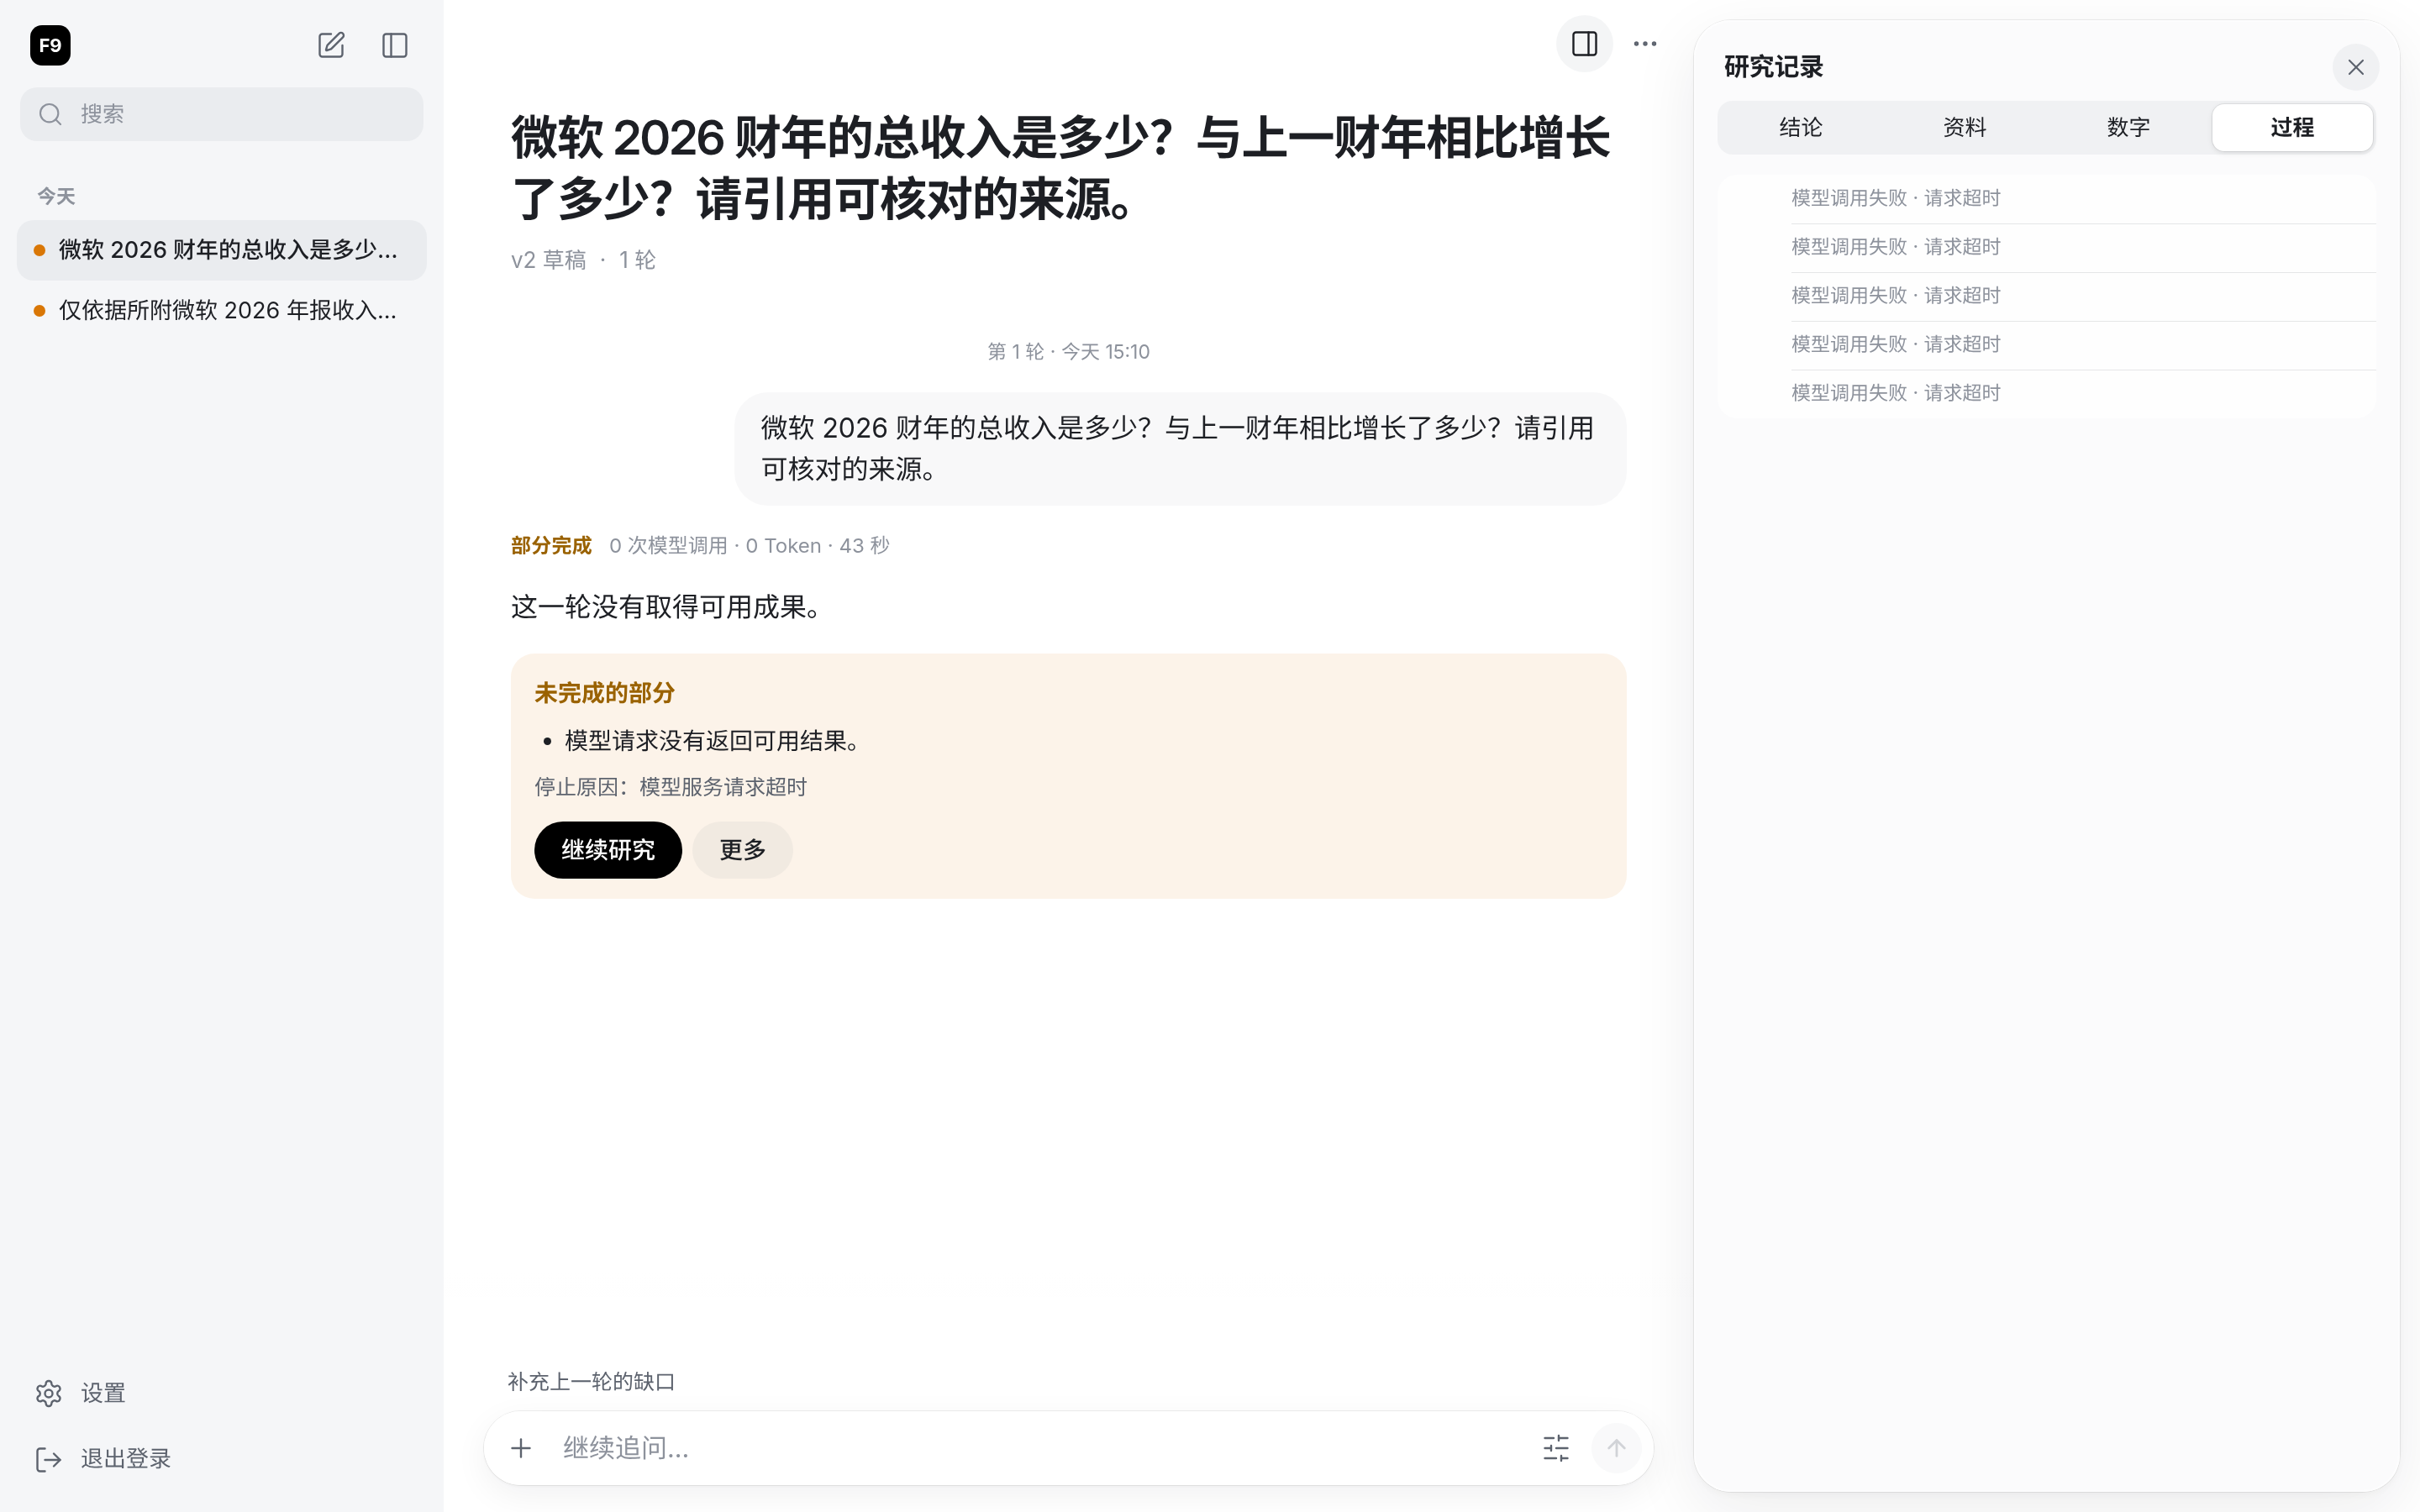 F9
搜索
今天
微软 2026 财年的总收入是多少...
仅依据所附微软 2026 年报收入...
设置
退出登录
微软 2026 财年的总收入是多少？与上一财年相比增长
了多少？请引用可核对的来源。
v2 草稿 · 1 轮
第 1 轮 · 今天 15:10
微软 2026 财年的总收入是多少？与上一财年相比增长了多少？请引用
可核对的来源。
部分完成 0 次模型调用 · 0 Token · 43 秒
这一轮没有取得可用成果。
未完成的部分
• 模型请求没有返回可用结果。
停止原因：模型服务请求超时
继续研究 更多
补充上一轮的缺口
继续追问...
研究记录
结论 资料 数字 过程
模型调用失败 · 请求超时
模型调用失败 · 请求超时
模型调用失败 · 请求超时
模型调用失败 · 请求超时
模型调用失败 · 请求超时